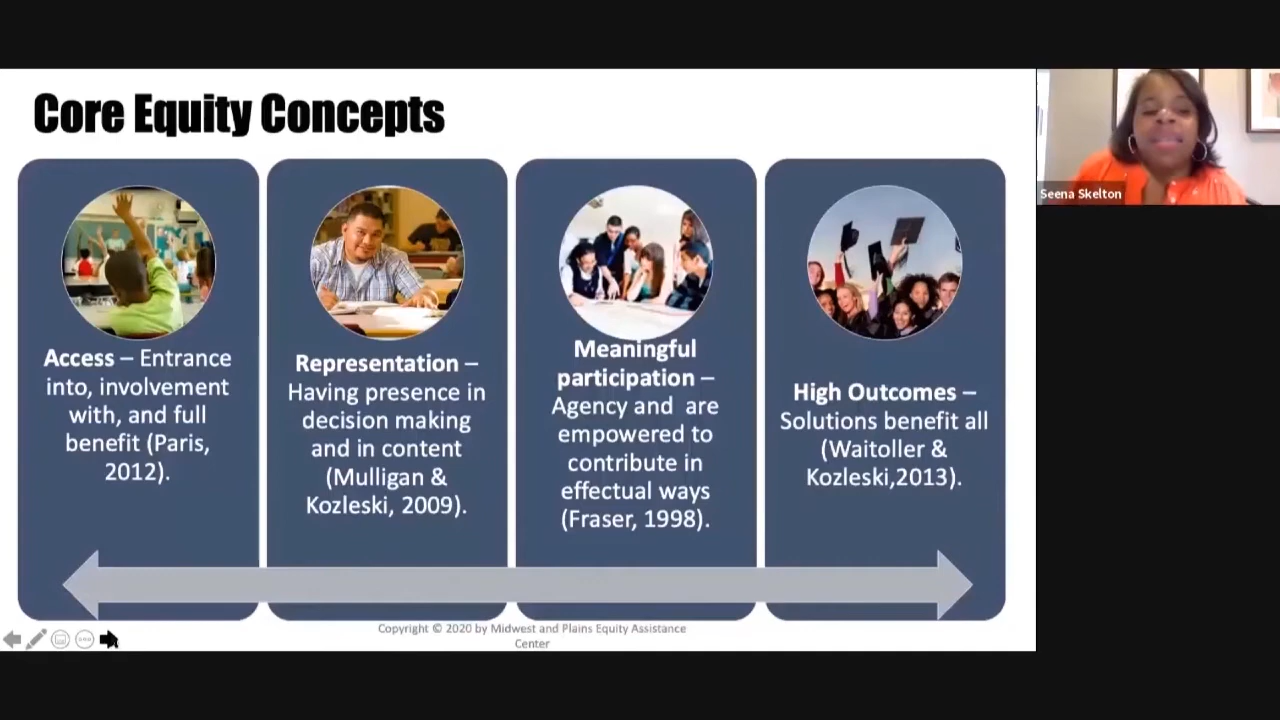 Core Equity Concepts
Access – Entrance
into, involvement
with, and full
benefit (Paris,
2012).
Representation –
Having presence in
decision making
and in content
(Mulligan &
Kozleski, 2009).
Meaningful
participation –
Agency and  are
empowered to
contribute in
effectual ways
(Fraser, 1998).
High Outcomes –
Solutions benefit all
(Waitoller &
Kozleski,2013).
Copyright © 2020 by Midwest and Plains Equity Assistance
Center
Seena Skelton